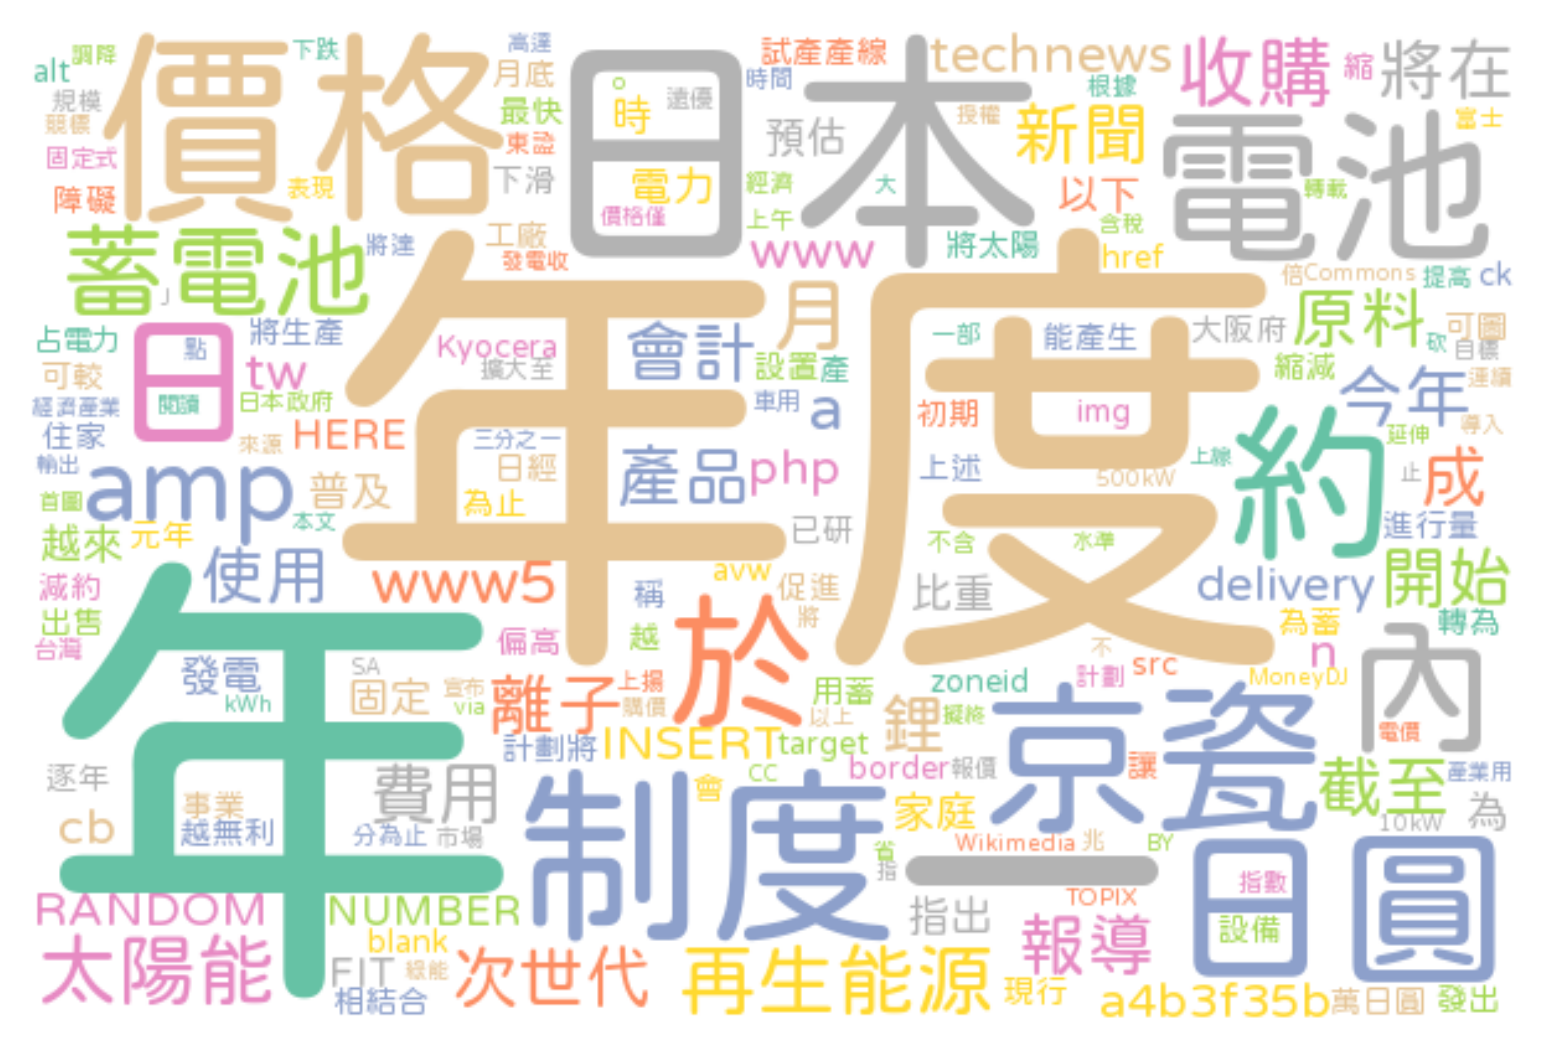 調降
下跌
高達
alt
價格
月底
日本
試產產線
technews
收購
縮
將在
規模
時間
根據
競標
最快
時
遠優
預估
授權
新聞
電池
富士
固定式
東證
下滑
電力
經濟
大
以下
轉載
障礙
表現
價格僅
上午
含稅
蓄電池
將達
工廠
發電收
www
將太陽
href
倍
Commons
提高
ck
」
年度
月
原料
可圖
占電力
日
點
將生產
Kyocera
會計
一部
能產生
大阪府
砍
目標
可較
tw
擴大至
設置
產
縮減
今年
連續
經濟產業
閱讀
日本政府
車用
a
初期
img
約
住家
來源
HERE
三分之一
延伸
導入
輸出
amp
普及
日經
產品
php
上述
500kW
上線
止
成
首圖
為止
越來
元年
本文
已研
不含
水準
進行量
減約
年
使用
www5
稱
avw
促進
比重
delivery
開始
出售
將
為蓄
轉為
台灣
偏高
越
於
不
n
內
發電
SA
固定
宣布
離子
上揚
用蓄
zoneid
計劃
src
MoneyDJ
kWh
via
購價
以上
鋰
擬終
京瓷
電價
計劃將
INSERT
target
逐年
費用
制度
會
CC
border
報價
讓
截至
產業用
cb
事業
越無利
分為止
市場
家庭
Wikimedia
兆
BY
10kW
為
省
指
一
日圓
指數
RANDOM
NUMBER
TOPIX
指出
設備
太陽能
blank
FIT
綠能
次世代
再生能源
報導
相結合
現行
a4b3f35b
萬日圓
發出